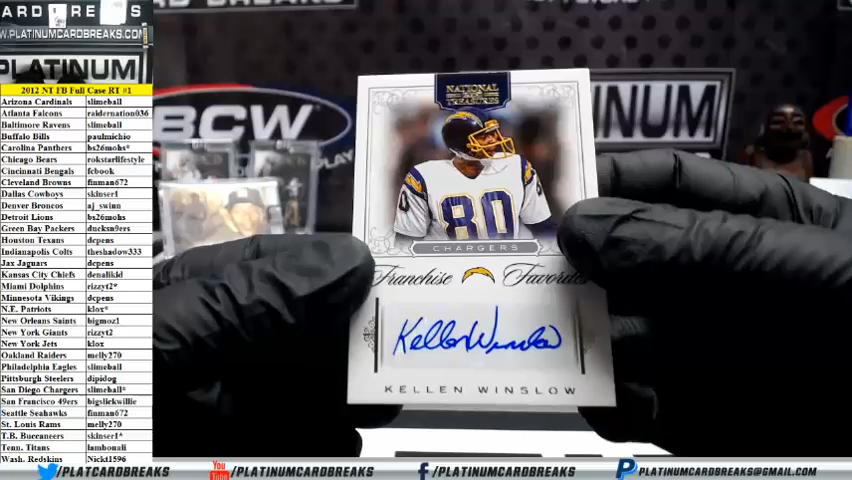 ARD RE S
W.PLATINUMCARDBREAKS.COM
PLATINUM
2012 NT FB Full Case RT #1
Arizona Cardinals slimeball
Atlanta Falcons raidernation036
Baltimore Ravens slimeball
Buffalo Bills paulmichio
Carolina Panthers bs26mohs*
Chicago Bears rokstarlifestyle
Cincinnati Bengals fcbook
Cleveland Browns finman672
Dallas Cowboys skinser1
Denver Broncos aj_swinn
Detroit Lions bs26mohs
Green Bay Packers ducksn9ers
Houston Texans dcpens
Indianapolis Colts theshadow333
Jax Jaguars dcpens
Kansas City Chiefs denalikid
Miami Dolphins rizzyt2*
Minnesota Vikings dcpens
N.E. Patriots klox*
New Orleans Saints bigmoz1
New York Giants rizzyt2
New York Jets klox
Oakland Raiders melly270
Philadelphia Eagles slimeball
Pittsburgh Steelers dipidog
San Diego Chargers slimeball*
San Francisco 49ers bigslickwillie
Seattle Seahawks finman672
St. Louis Rams melly270
T.B. Buccaneers skinser1*
Tenn. Titans lambonali
Wash. Redskins Nickt1596
BCW
INUM
NATIONAL
TREASURES
80
CHARGERS
Franchise Favorites
Kellen Winslow
KELLEN WINSLOW
/PLATCARDBREAKS
You Tube /PLATINUMCARDBREAKS
/PLATINUMCARDBREAKS
PLATINUMCARDBREAKS@GMAIL.COM